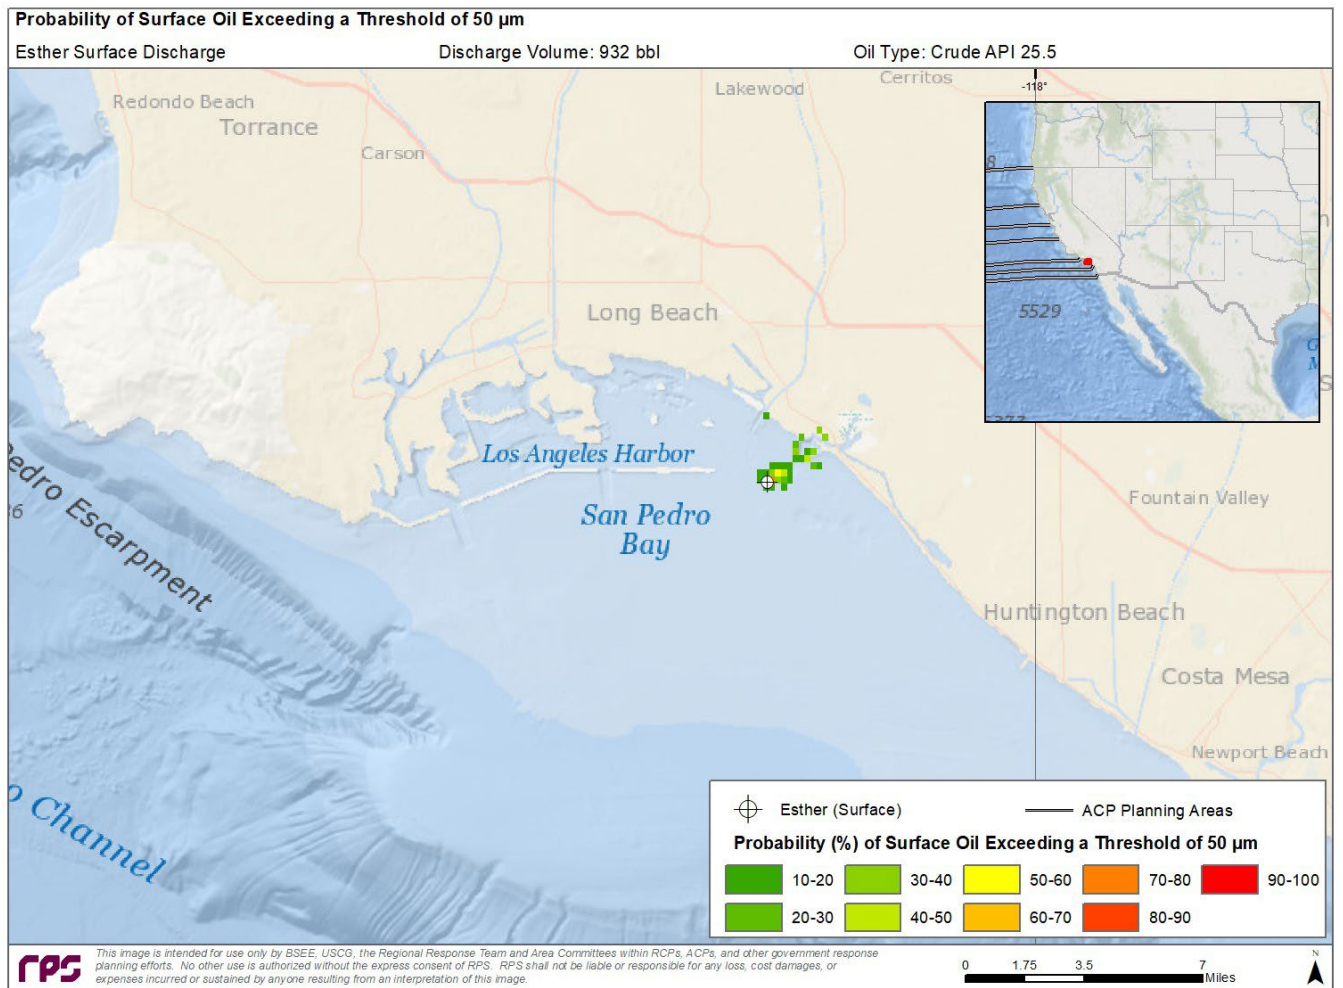 Probability of Surface Oil Exceeding a Threshold of 50 µm
Esther Surface Discharge
Discharge Volume: 932 bbl
Oil Type: Crude API 25.5
Cerritos
-118°
Lakewood
Redondo Beach
Torrance
Carson
8
5529
Long Beach
Los Angeles Harbor
San Pedro
Bay
Fountain Valley
Pedro Escarpment
Huntington Beach
Costa Mesa
Newport Beach
Channel
Esther (Surface)
ACP Planning Areas
Probability (%) of Surface Oil Exceeding a Threshold of 50 µm
10-20
30-40
50-60
70-80
90-100
20-30
40-50
60-70
80-90
rps
This image is intended for use only by BSEE, USCG, the Regional Response Team and Area Committees within RCPs, ACPs, and other government response
planning efforts. No other use is authorized without the express consent of RPS. RPS shall not be liable or responsible for any loss, cost damages, or
expenses incurred or sustained by anyone resulting from an interpretation of this image.
0 1.75 3.5 7
Miles
N